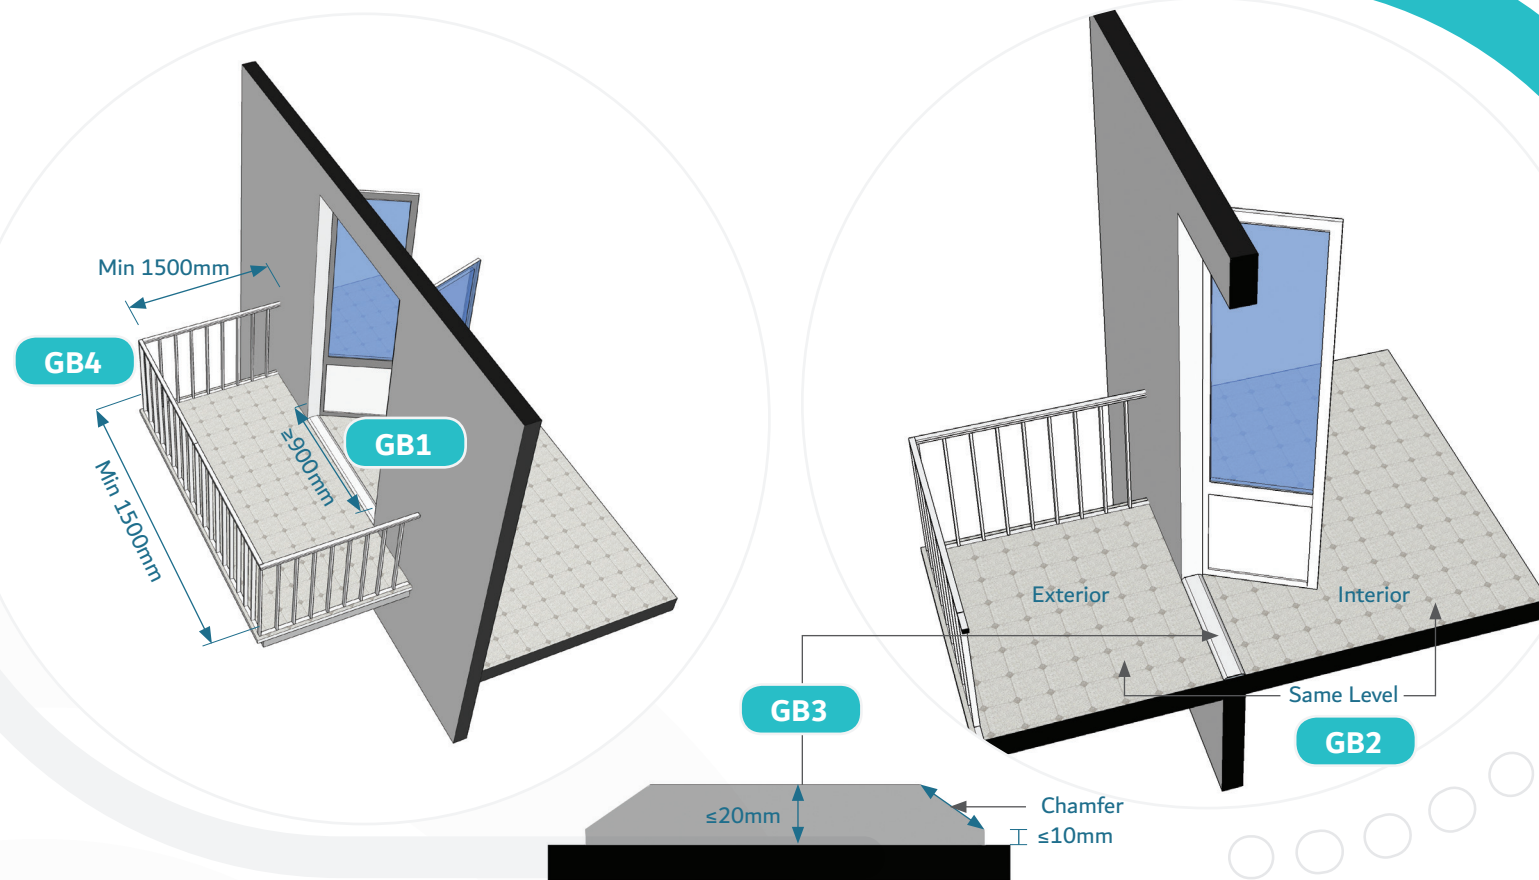 Min 1500mm
GB4
GB1
≥900mm
Min 1500mm
Exterior
Interior
Same Level
GB3
GB2
Chamfer
≤20mm
≤10mm